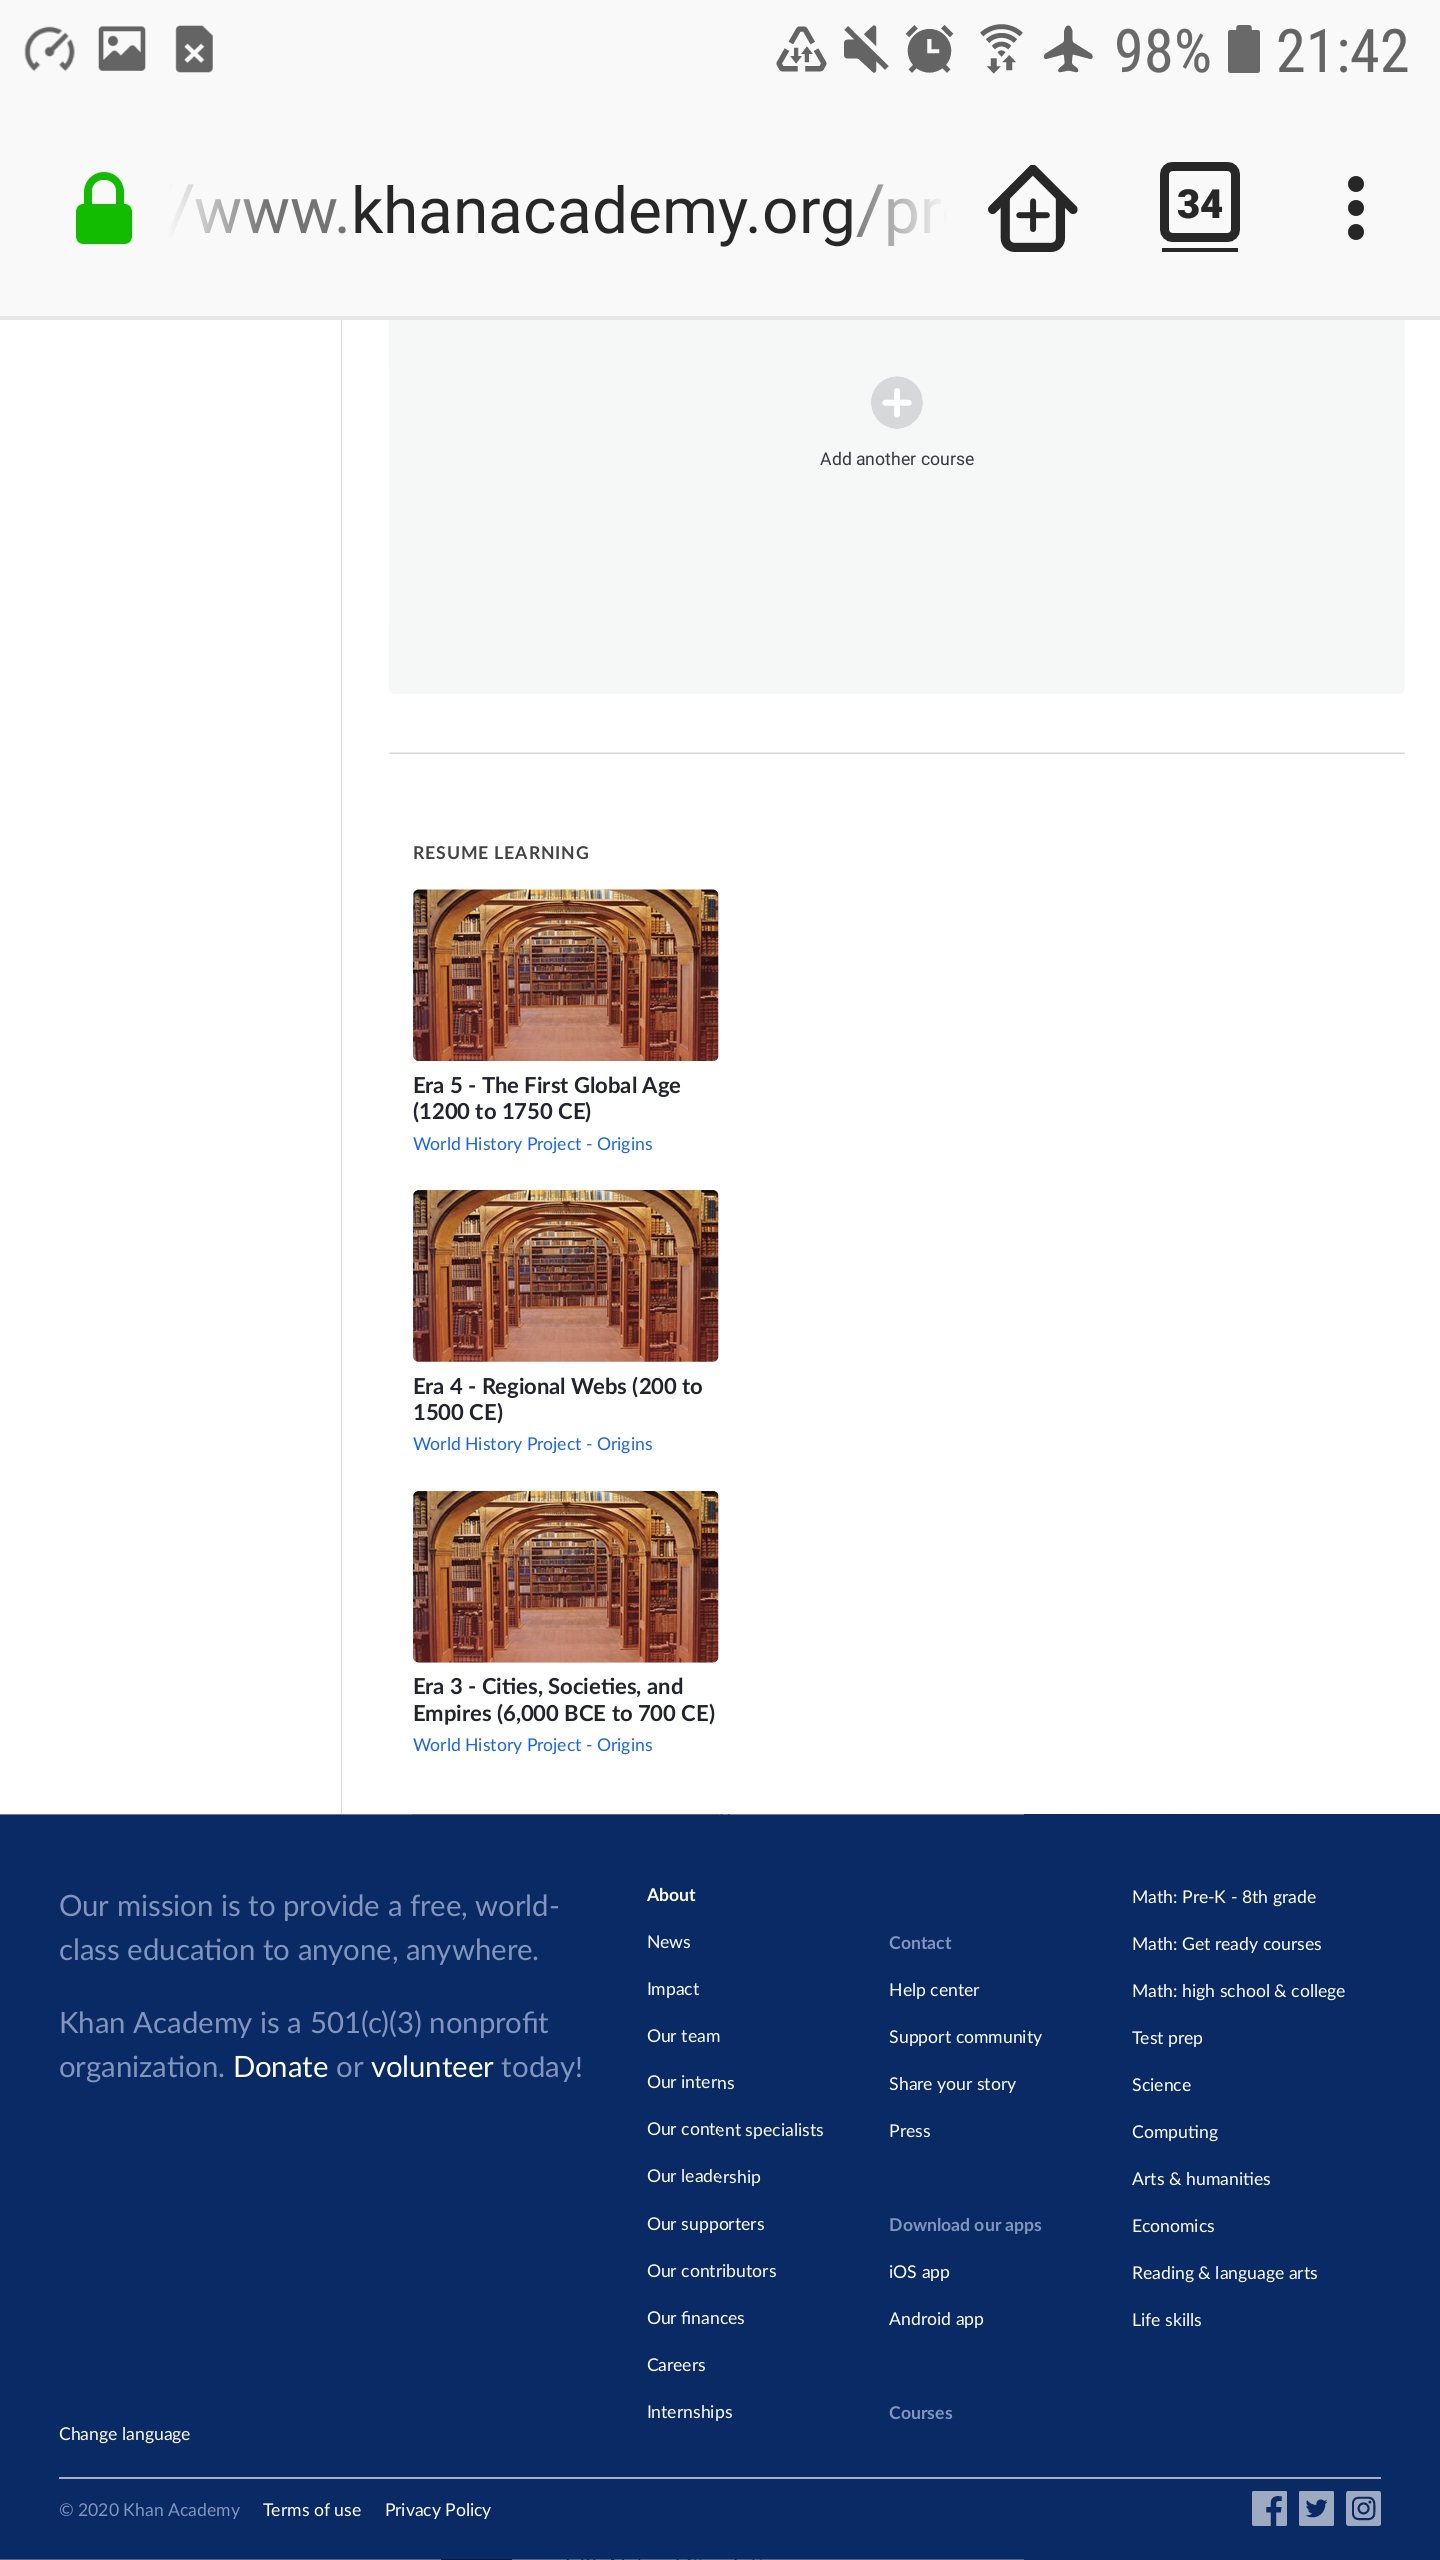 98% 21:42
/www.khanacademy.org/pr
34
Add another course
RESUME LEARNING
Era 5 - The First Global Age
(1200 to 1750 CE)
World History Project - Origins
Era 4 - Regional Webs (200 to
1500 CE)
World History Project - Origins
Era 3 - Cities, Societies, and
Empires (6,000 BCE to 700 CE)
World History Project - Origins
Our mission is to provide a free, world-
class education to anyone, anywhere.
Khan Academy is a 501(c)(3) nonprofit
organization. Donate or volunteer today!
Change language
About
News
Impact
Our team
Our interns
Our content specialists
Our leadership
Our supporters
Our contributors
Our finances
Careers
Internships
Contact
Help center
Support community
Share your story
Press
Download our apps
iOS app
Android app
Courses
Math: Pre-K - 8th grade
Math: Get ready courses
Math: high school & college
Test prep
Science
Computing
Arts & humanities
Economics
Reading & language arts
Life skills
© 2020 Khan Academy Terms of use Privacy Policy